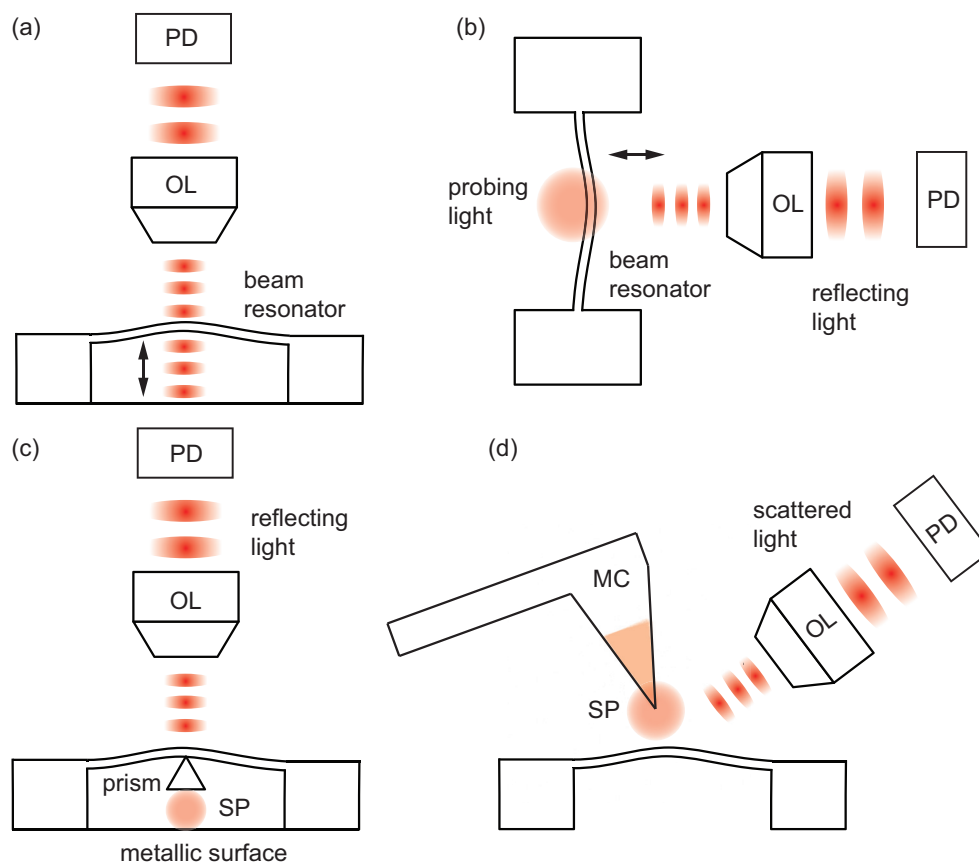 (a)
PD
OL
beam
resonator
(b)
probing
light
beam
resonator
OL
PD
reflecting
light
(c)
PD
reflecting
light
OL
prism
SP
metallic surface
(d)
scattered
light
PD
MC
OL
SP